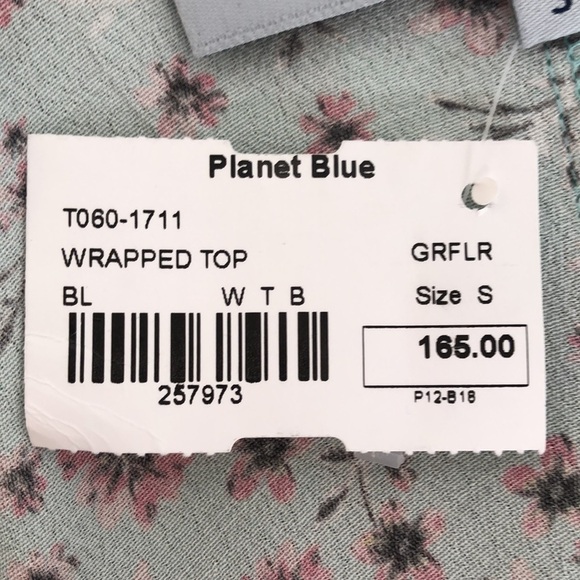 Planet Blue
T060-1711
WRAPPED TOP GRFLR
BL W T B Size S
165.00
257973
P12-B18